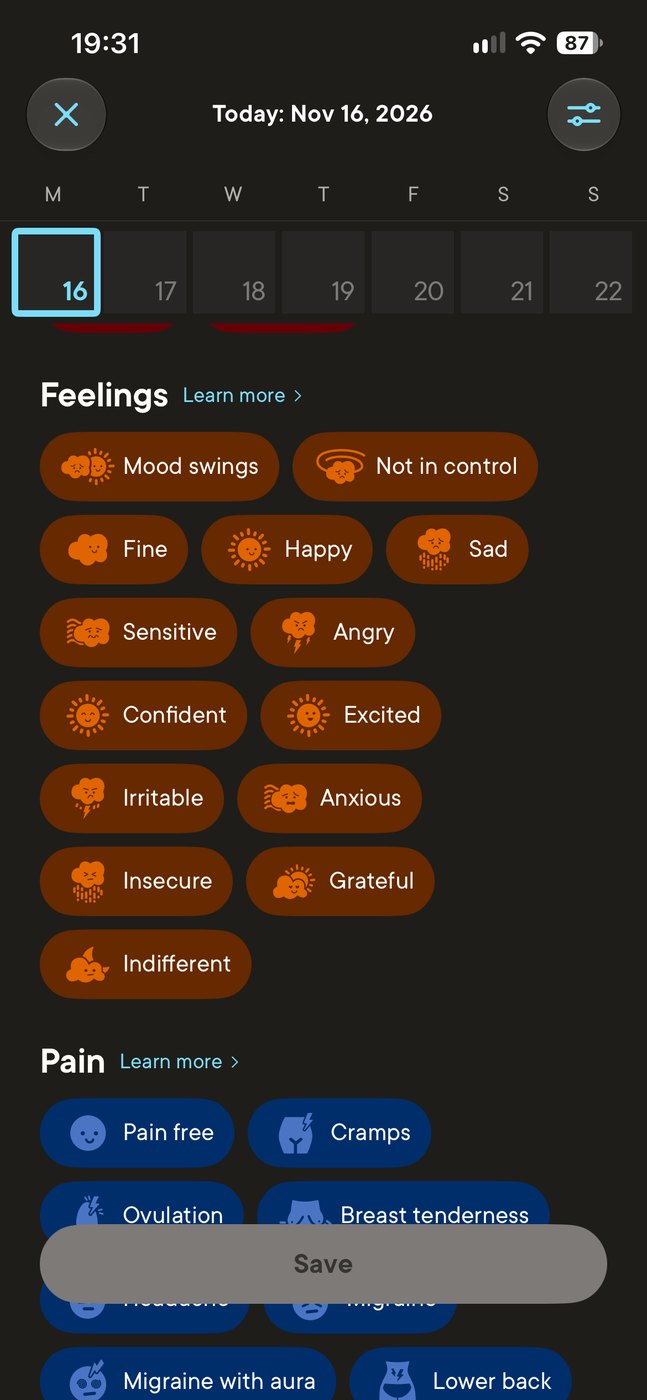 19:31
87
Today: Nov 16, 2026
M T W T F S S
16 17 18 19 20 21 22
Feelings Learn more
Mood swings Not in control
Fine Happy Sad
Sensitive Angry
Confident Excited
Irritable Anxious
Insecure Grateful
Indifferent
Pain Learn more
Pain free Cramps
Ovulation Breast tenderness
Save
Headache Migraine
Migraine with aura Lower back